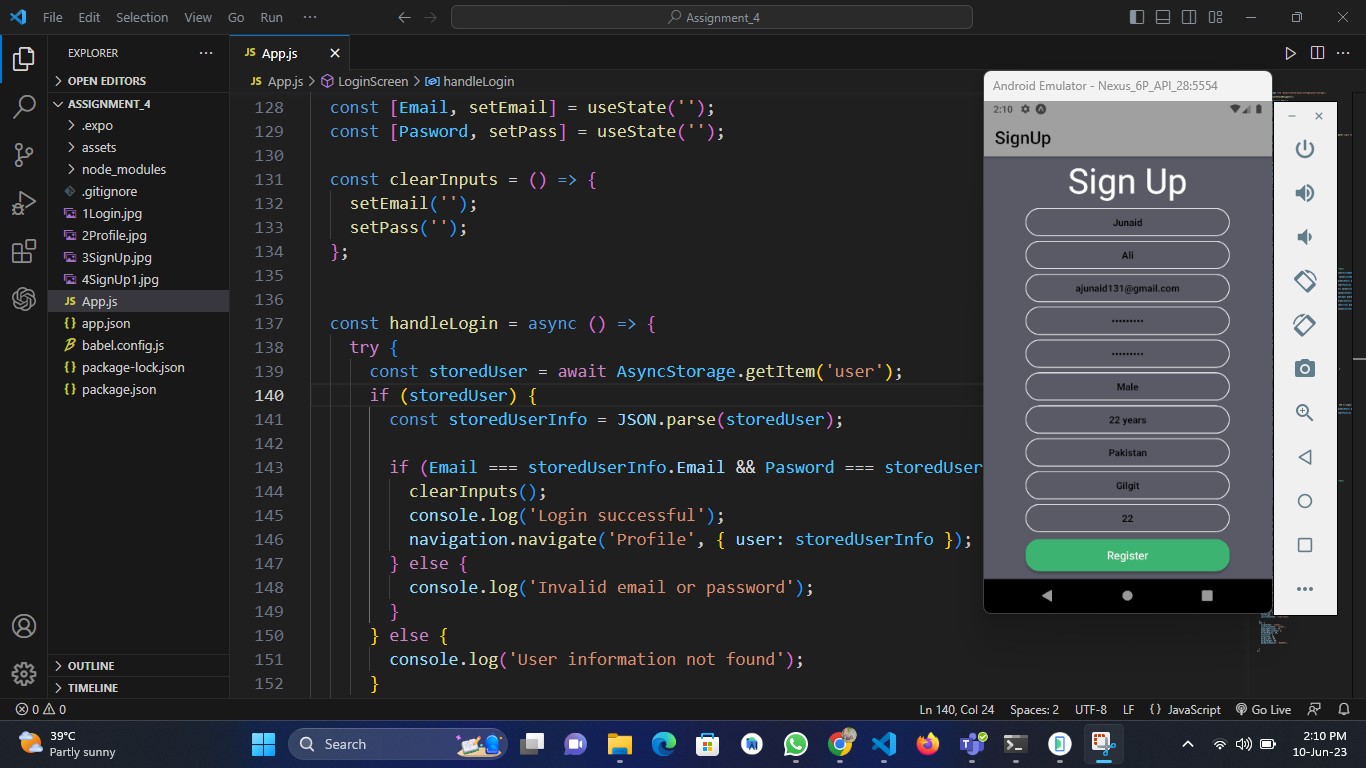 File Edit Selection View Go Run ···
Assignment_4
EXPLORER ···
OPEN EDITORS
ASSIGNMENT_4
.expo
assets
node_modules
.gitignore
1Login.jpg
2Profile.jpg
3SignUp.jpg
4SignUp1.jpg
JS App.js
{} app.json
babel.config.js
{} package-lock.json
{} package.json
OUTLINE
TIMELINE
JS App.js
JS App.js > LoginScreen > handleLogin
128 const [Email, setEmail] = useState('');
129 const [Pasword, setPass] = useState('');
130
131 const clearInputs = () => {
132 setEmail('');
133 setPass('');
134 };
135
136
137 const handleLogin = async () => {
138 try {
139 const storedUser = await AsyncStorage.getItem('user');
140 if (storedUser) {
141 const storedUserInfo = JSON.parse(storedUser);
142
143 if (Email === storedUserInfo.Email && Pasword === storedUser
144 clearInputs();
145 console.log('Login successful');
146 navigation.navigate('Profile', { user: storedUserInfo });
147 } else {
148 console.log('Invalid email or password');
149 }
150 } else {
151 console.log('User information not found');
152 }
Android Emulator - Nexus_6P_API_28:5554
2:10
SignUp
Sign Up
Junaid
Ali
ajunaid131@gmail.com
•••••••••
•••••••••
Male
22 years
Pakistan
Gilgit
22
Register
0 0
Ln 140, Col 24 Spaces: 2 UTF-8 LF {} JavaScript Go Live
39°C
Partly sunny
Search
2:10 PM
10-Jun-23